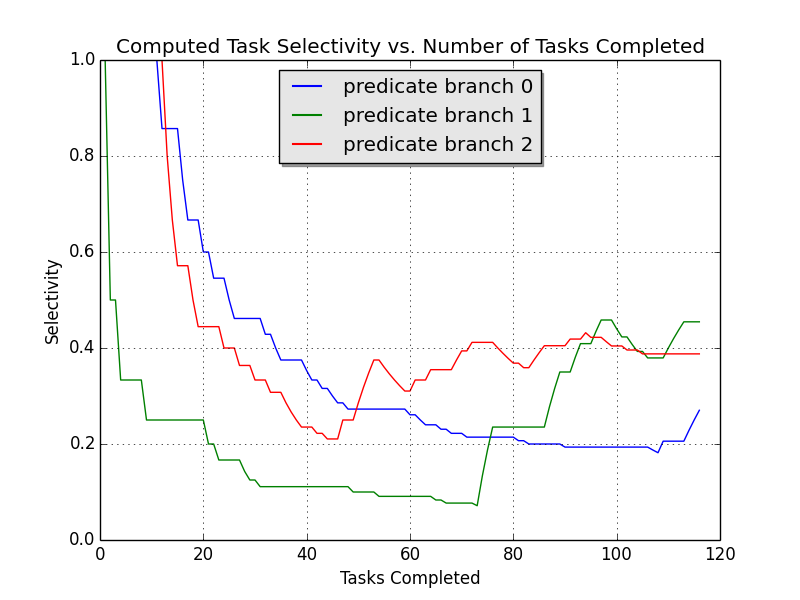 Computed Task Selectivity vs. Number of Tasks Completed
predicate branch 0
predicate branch 1
predicate branch 2
Selectivity
1.0
0.8
0.6
0.4
0.2
0.0
0 20 40 60 80 100 120
Tasks Completed